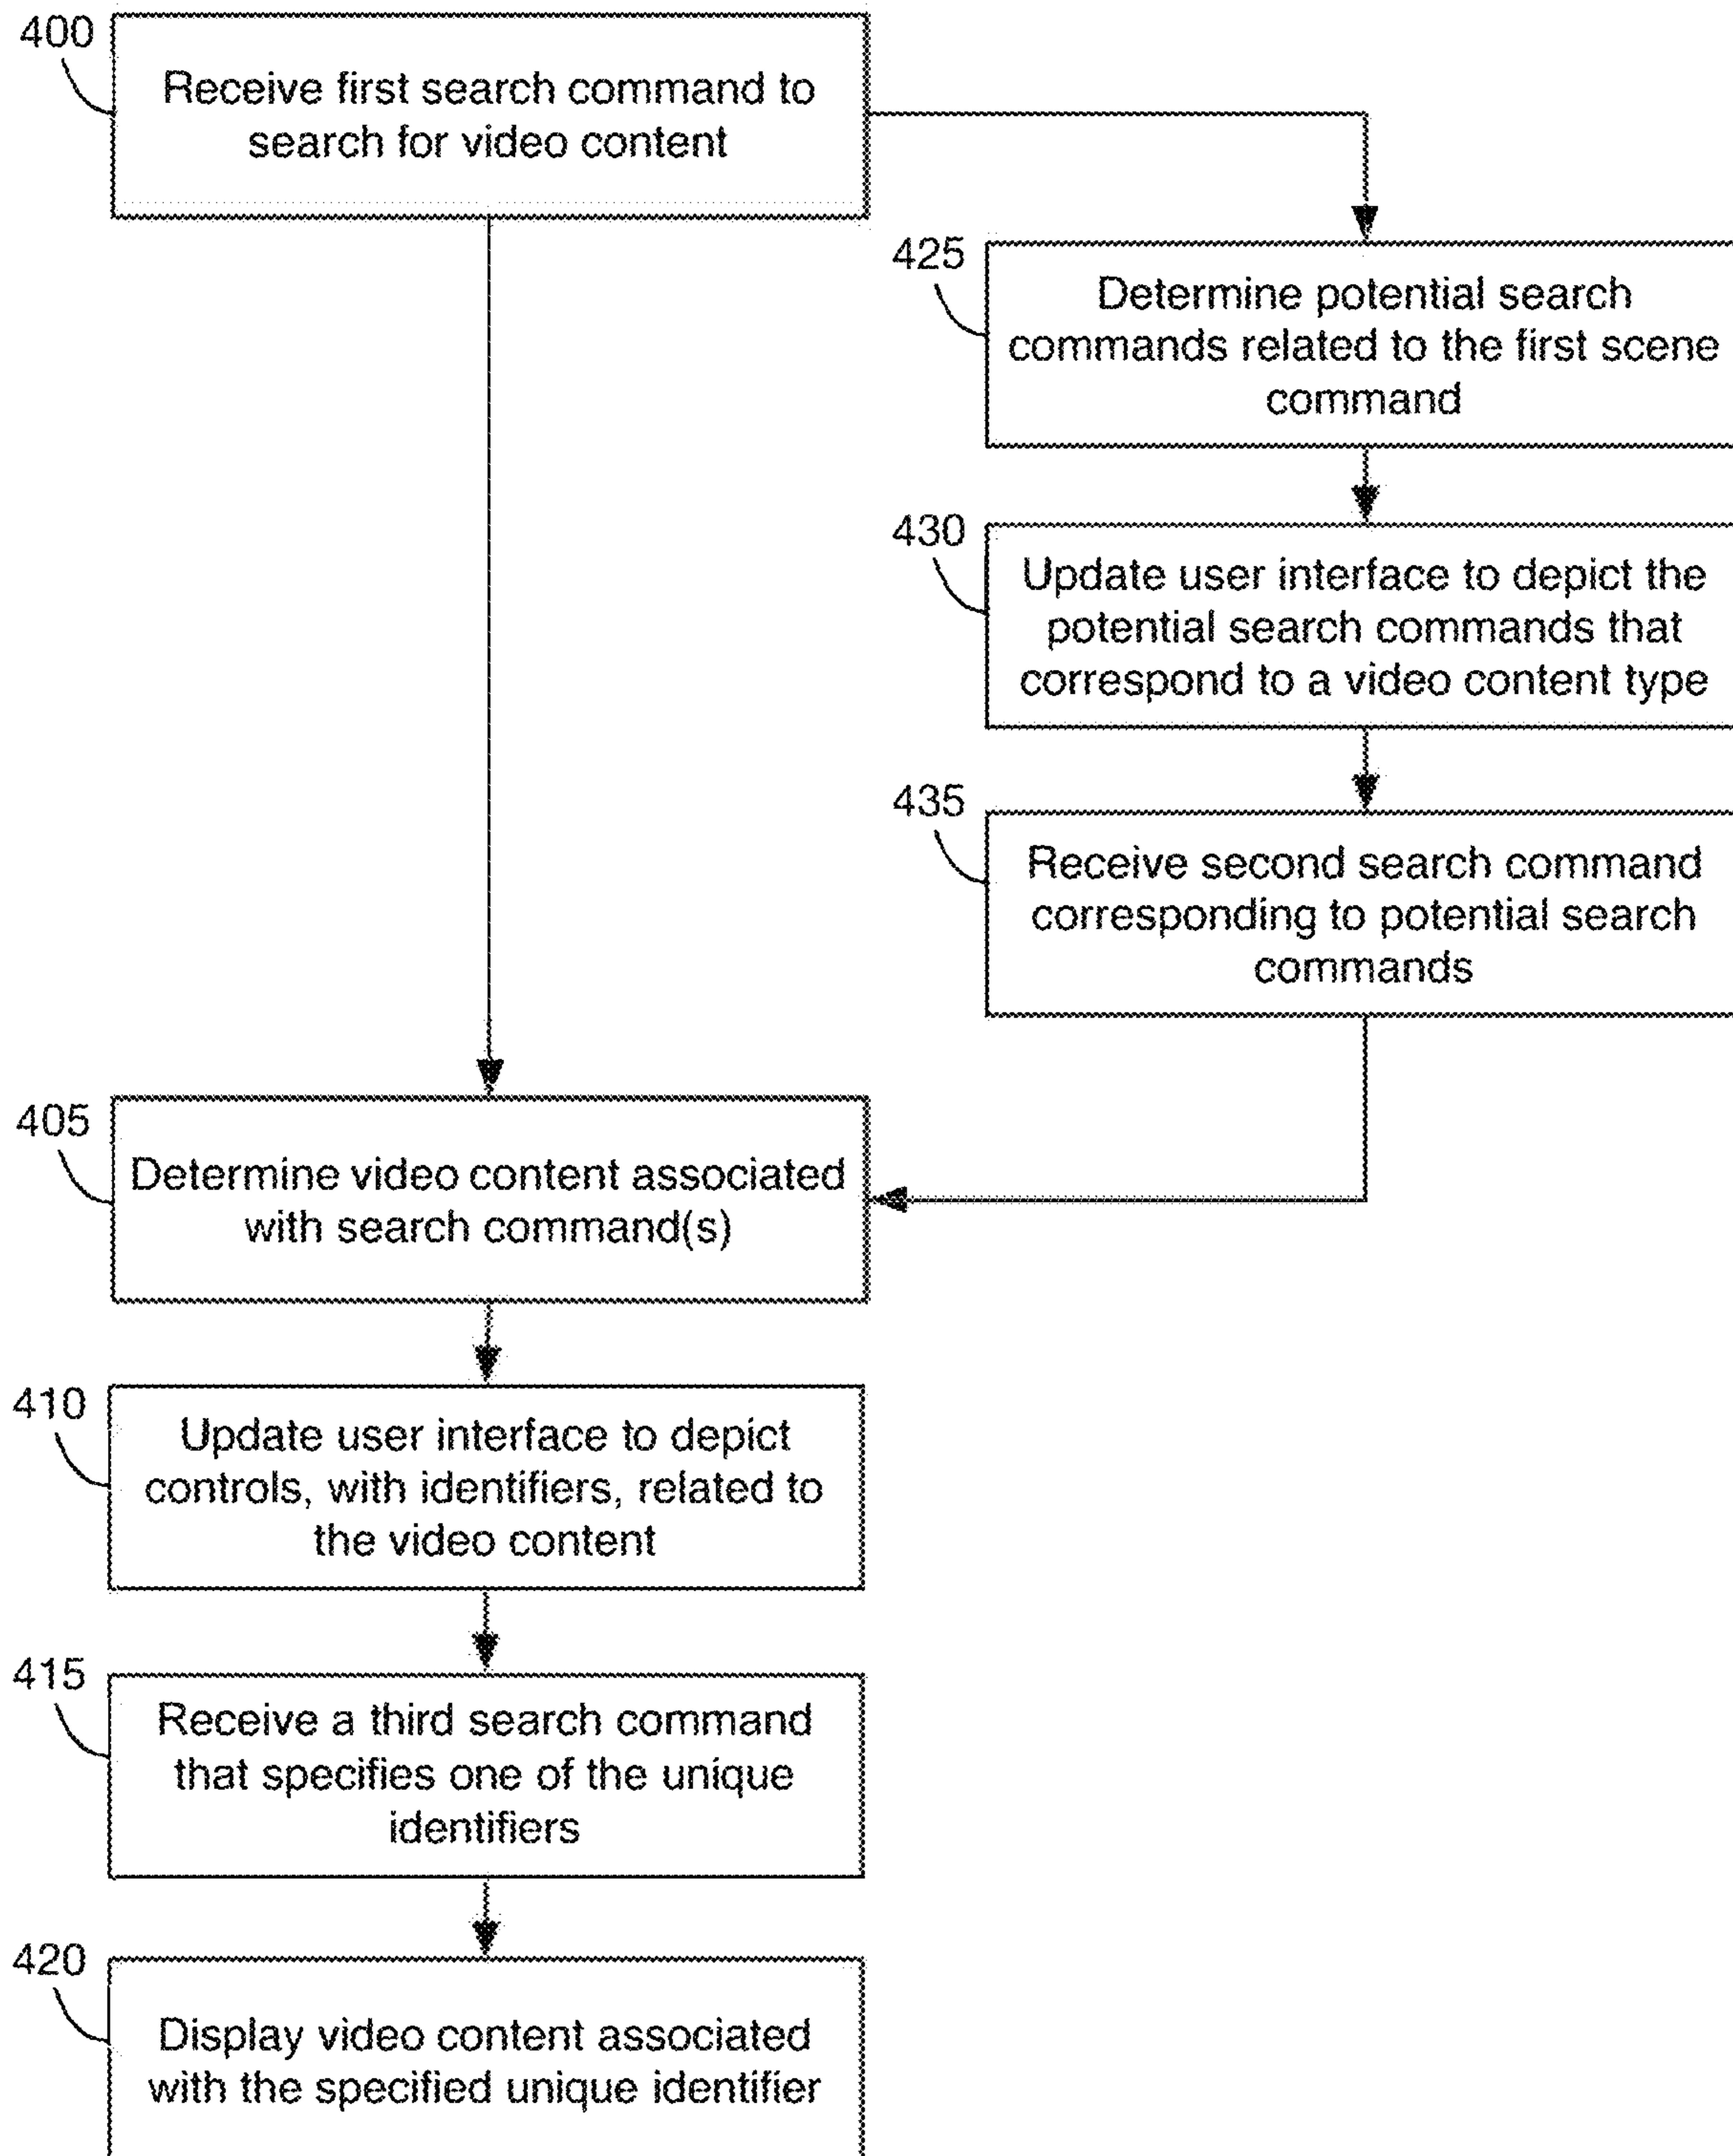 400
Receive first search command to
search for video content
425
Determine potential search
commands related to the first scene
command
430
Update user interface to depict the
potential search commands that
correspond to a video content type
435
Receive second search command
corresponding to potential search
commands
405
Determine video content associated
with search command(s)
410
Update user interface to depict
controls, with identifiers, related to
the video content
415
Receive a third search command
that specifies one of the unique
identifiers
420
Display video content associated
with the specified unique identifier